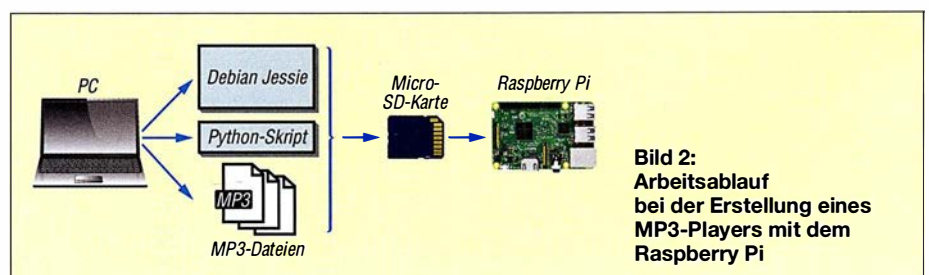 PC
Debian Jessie
Python-Skript
MP3
MP3-Dateien
Micro-
SD-Karte
Raspberry Pi
Bild 2:
Arbeitsablauf
bei der Erstellung eines
MP3-Players mit dem
Raspberry Pi